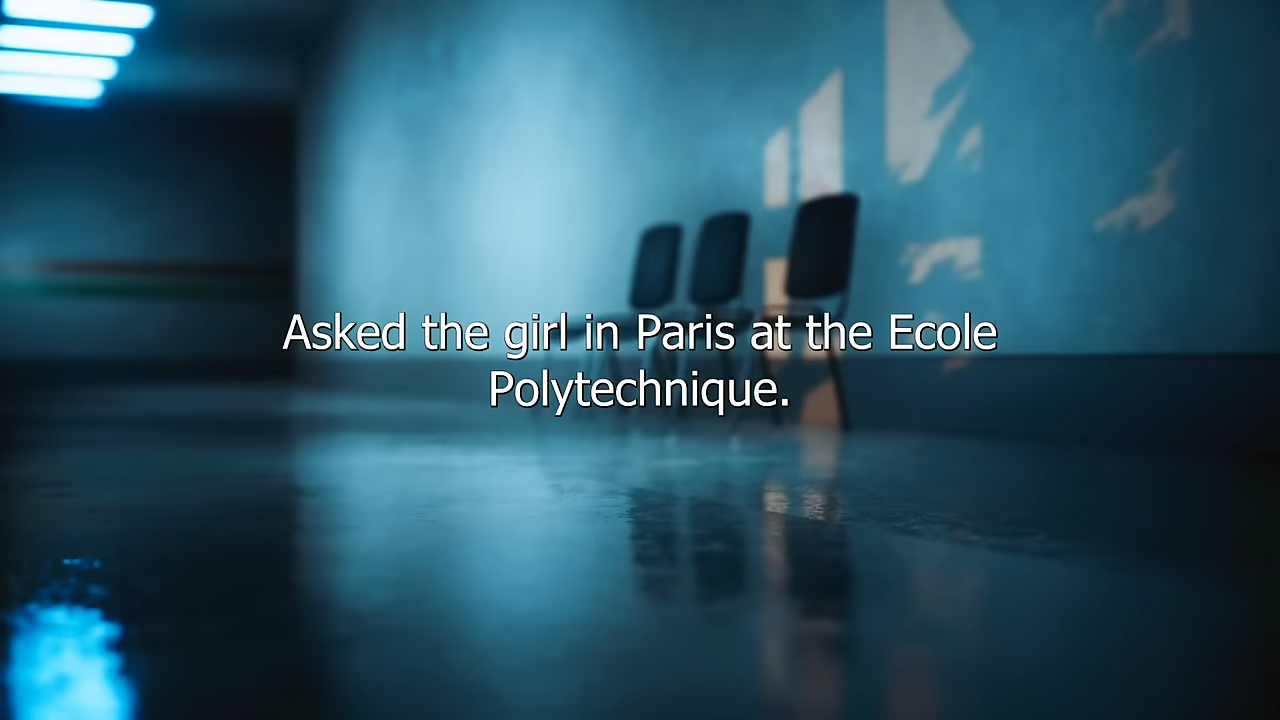 Asked the girl in Paris at the Ecole
Polytechnique.